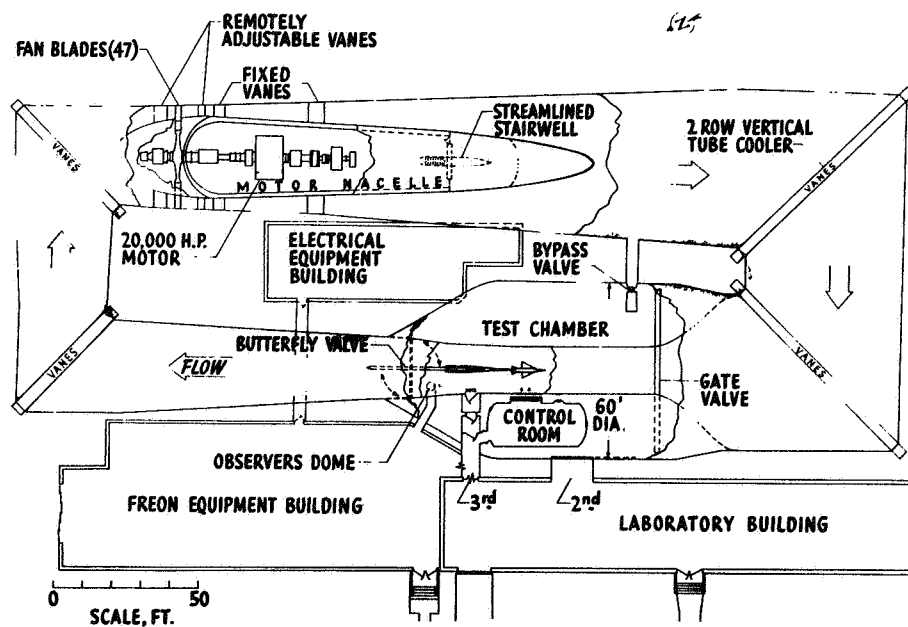 REMOTELY
ADJUSTABLE VANES
FAN BLADES (47)
FIXED
VANES
STREAMLINED
STAIRWELL
2 ROW VERTICAL
TUBE COOLER
VANES
VANES
MOTOR NACELLE
20,000 H.P.
MOTOR
ELECTRICAL
EQUIPMENT
BUILDING
BYPASS
VALVE
TEST CHAMBER
BUTTERFLY VALVE
FLOW
VANES
VANES
GATE
VALVE
CONTROL
ROOM
60'
DIA.
OBSERVERS DOME
FREON EQUIPMENT BUILDING
3rd
2nd
LABORATORY BUILDING
0 50
SCALE, FT.